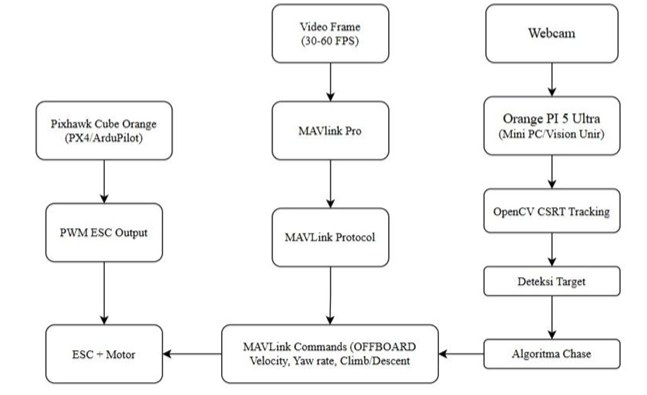 Video Frame
(30-60 FPS)
Webcam
Pixhawk Cube Orange
(PX4/ArduPilot)
MAVlink Pro
Orange PI 5 Ultra
(Mini PC/Vision Unir)
PWM ESC Output
MAVLink Protocol
OpenCV CSRT Tracking
Deteksi Target
ESC + Motor
MAVLink Commands (OFFBOARD
Velocity, Yaw rate, Climb/Descent
Algoritma Chase